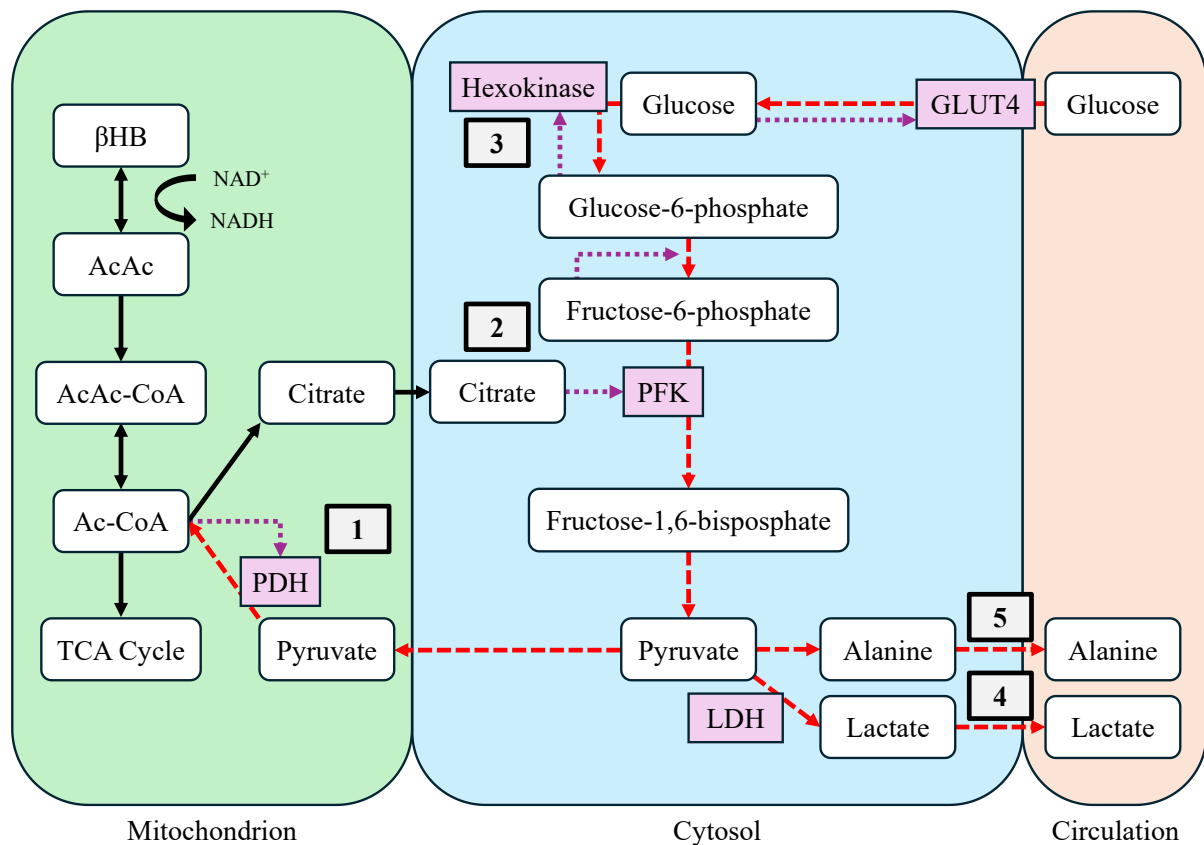 Hexokinase
Glucose
GLUT4
Glucose
βHB
3
NAD⁺
NADH
Glucose-6-phosphate
AcAc
2
Fructose-6-phosphate
AcAc-CoA
Citrate
Citrate
PFK
Ac-CoA
1
Fructose-1,6-bisposphate
PDH
5
TCA Cycle
Pyruvate
Pyruvate
Alanine
Alanine
4
LDH
Lactate
Lactate
Mitochondrion
Cytosol
Circulation